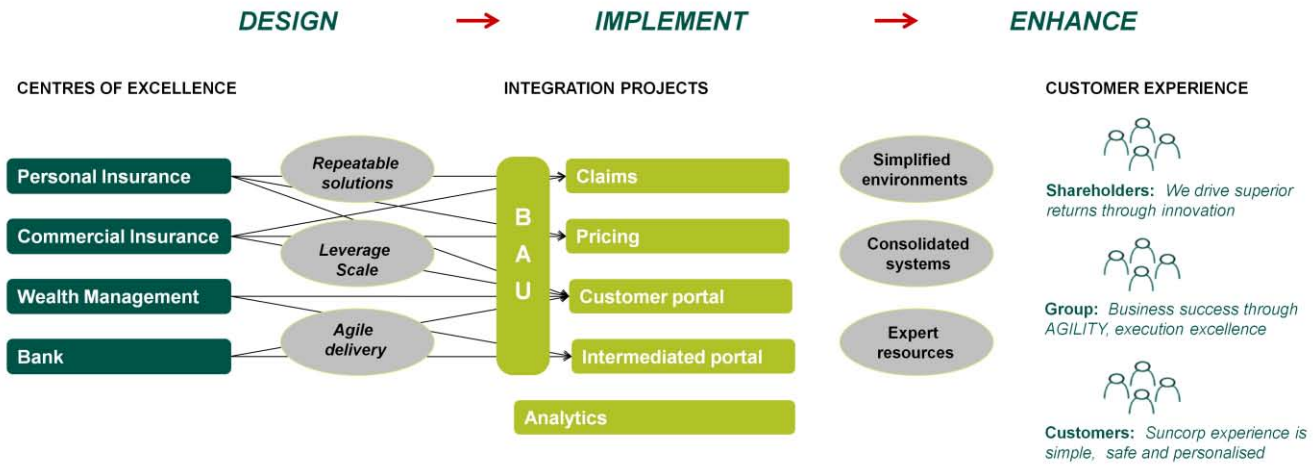 DESIGN
IMPLEMENT
ENHANCE
CENTRES OF EXCELLENCE
INTEGRATION PROJECTS
CUSTOMER EXPERIENCE
Personal Insurance
Commercial Insurance
Wealth Management
Bank
Repeatable
solutions
Leverage
Scale
Agile
delivery
B
A
U
Claims
Pricing
Customer portal
Intermediated portal
Analytics
Simplified
environments
Consolidated
systems
Expert
resources
Shareholders: We drive superior
returns through innovation
Group: Business success through
AGILITY, execution excellence
Customers: Suncorp experience is
simple, safe and personalised